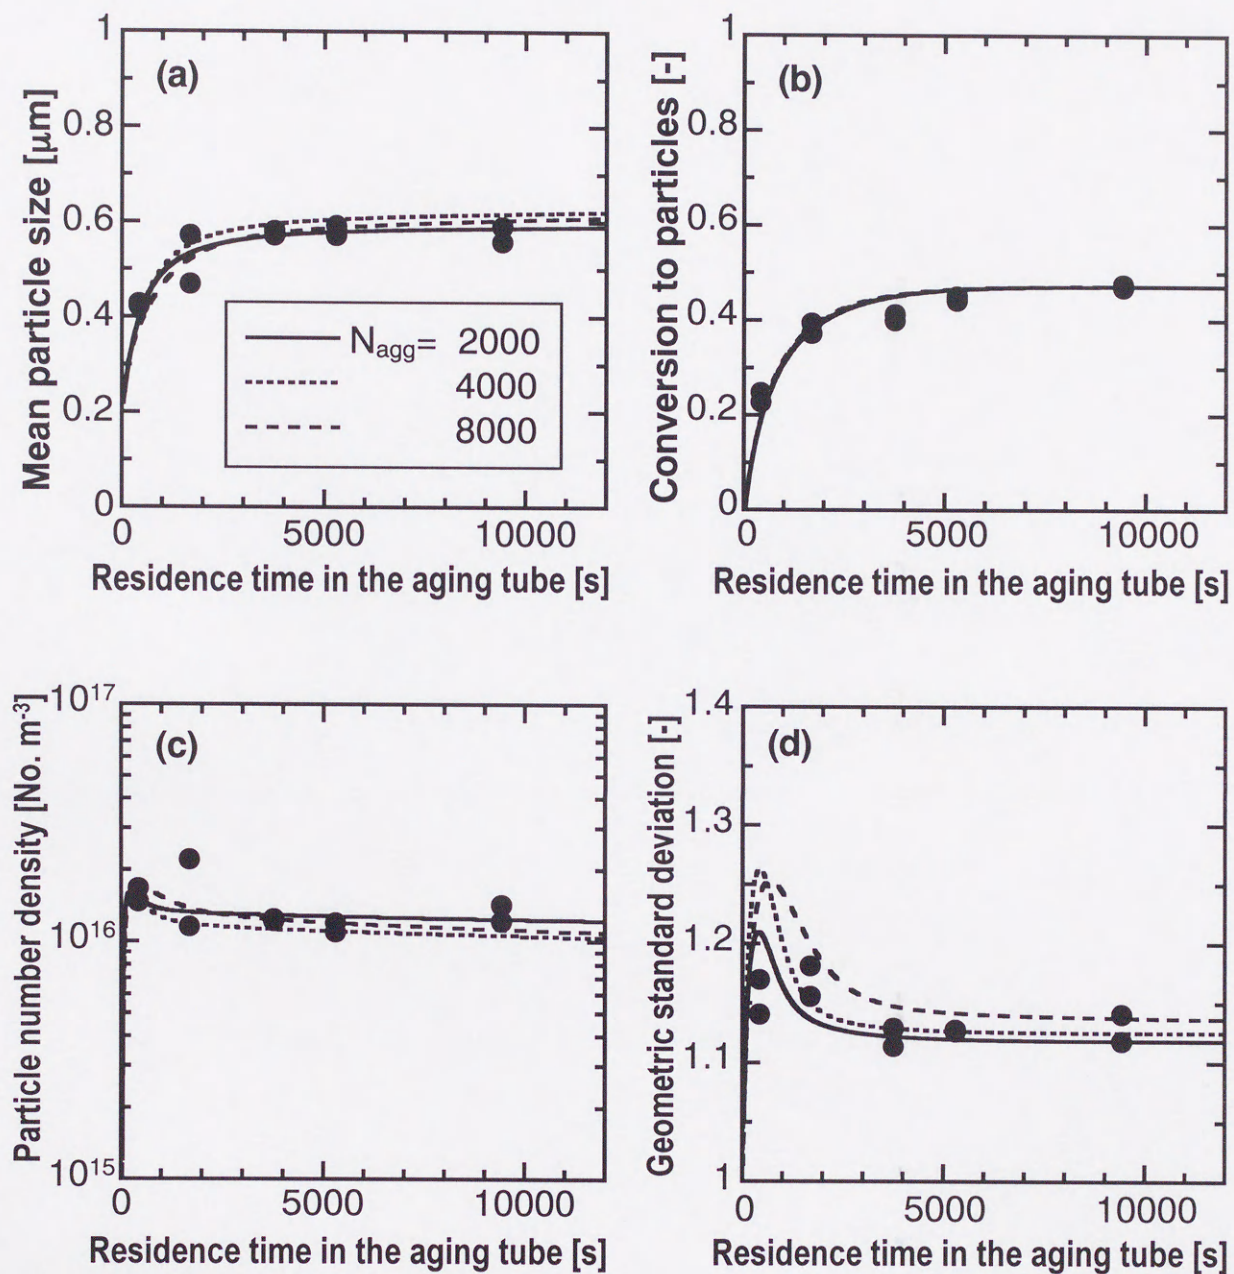 (a)
Mean particle size [μm]
1
0.8
0.6
0.4
0.2
0
0 5000 10000
Residence time in the aging tube [s]
Nagg= 2000
4000
8000
(b)
Conversion to particles [-]
1
0.8
0.6
0.4
0.2
0
0 5000 10000
Residence time in the aging tube [s]
(c)
Particle number density [No. m-3]
10^17
10^16
10^15
0 5000 10000
Residence time in the aging tube [s]
(d)
Geometric standard deviation [-]
1.4
1.3
1.2
1.1
1
0 5000 10000
Residence time in the aging tube [s]